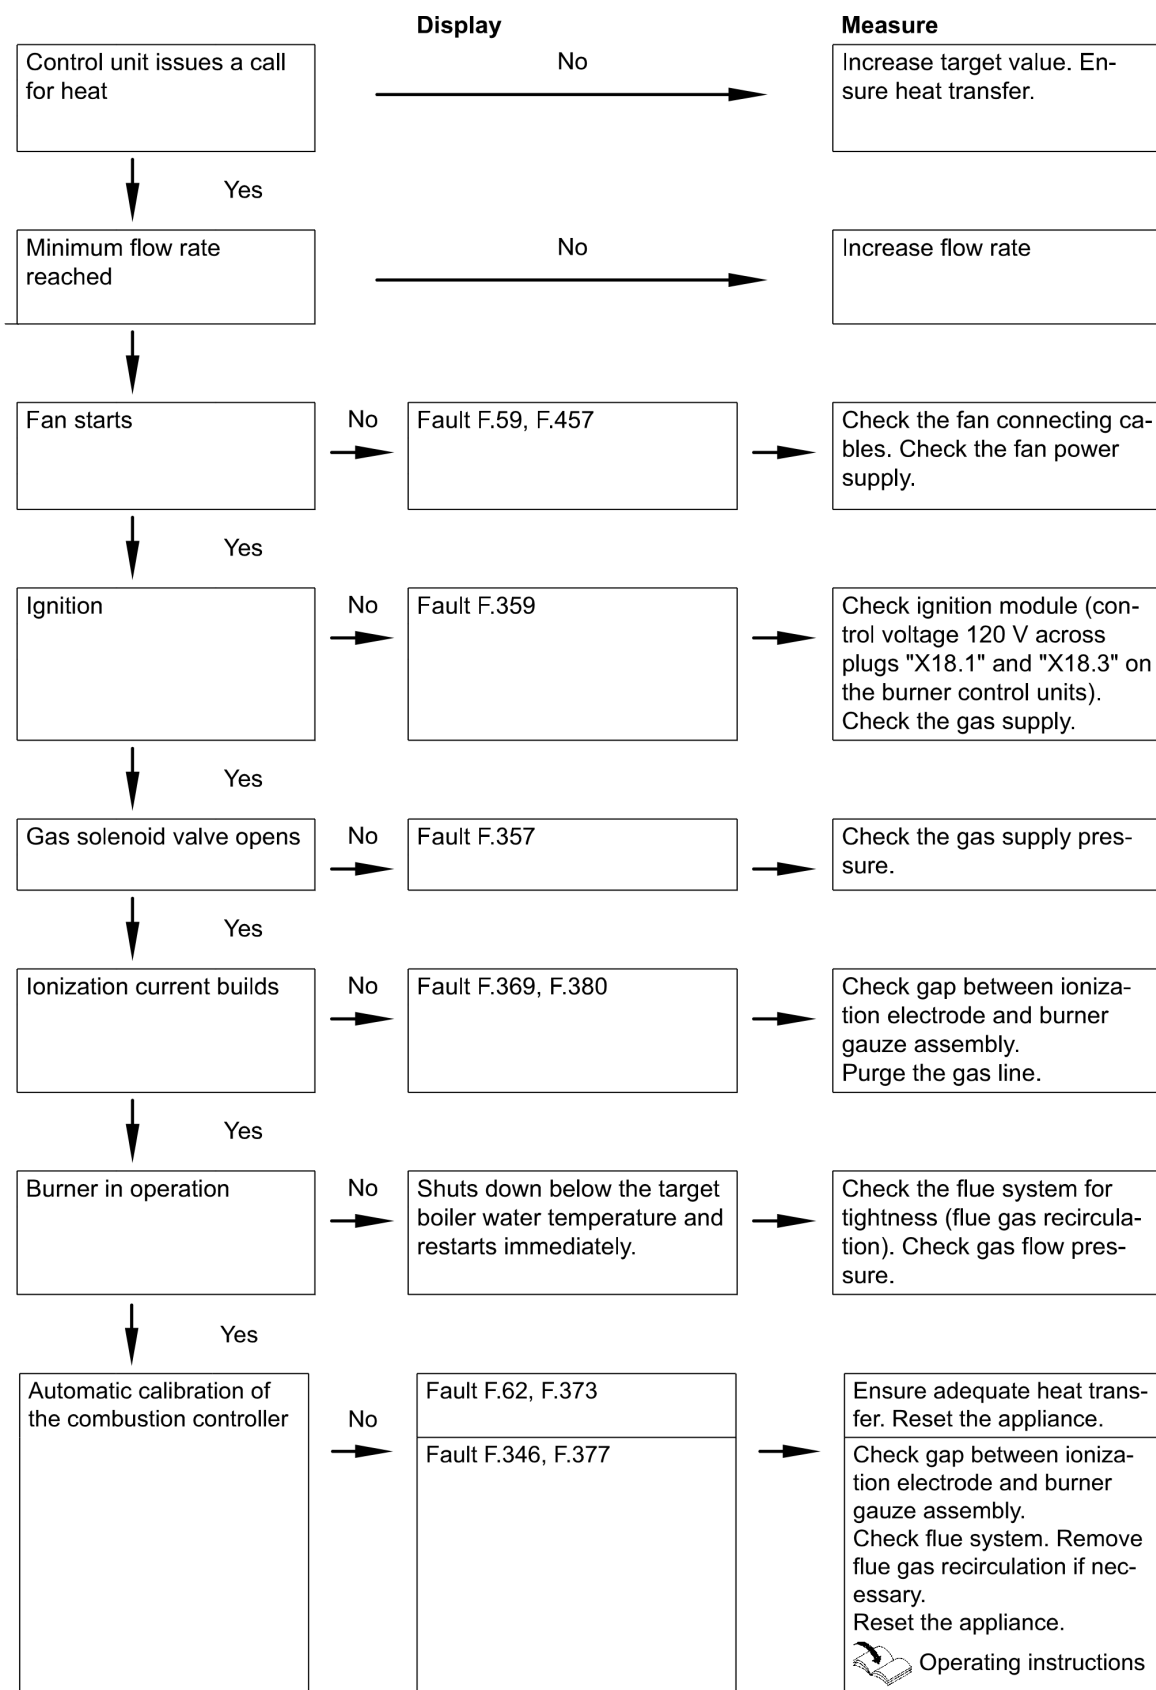 Display
Measure
Control unit issues a call
for heat
No
Increase target value. En-
sure heat transfer.
Yes
Minimum flow rate
reached
No
Increase flow rate
Fan starts
No
Fault F.59, F.457
Check the fan connecting ca-
bles. Check the fan power
supply.
Yes
Ignition
No
Fault F.359
Check ignition module (con-
trol voltage 120 V across
plugs "X18.1" and "X18.3" on
the burner control units).
Check the gas supply.
Yes
Gas solenoid valve opens
No
Fault F.357
Check the gas supply pres-
sure.
Yes
Ionization current builds
No
Fault F.369, F.380
Check gap between ioniza-
tion electrode and burner
gauze assembly.
Purge the gas line.
Yes
Burner in operation
No
Shuts down below the target
boiler water temperature and
restarts immediately.
Check the flue system for
tightness (flue gas recircula-
tion). Check gas flow pres-
sure.
Yes
Automatic calibration of
the combustion controller
No
Fault F.62, F.373
Ensure adequate heat trans-
fer. Reset the appliance.
Fault F.346, F.377
Check gap between ioniza-
tion electrode and burner
gauze assembly.
Check flue system. Remove
flue gas recirculation if nec-
essary.
Reset the appliance.
Operating instructions